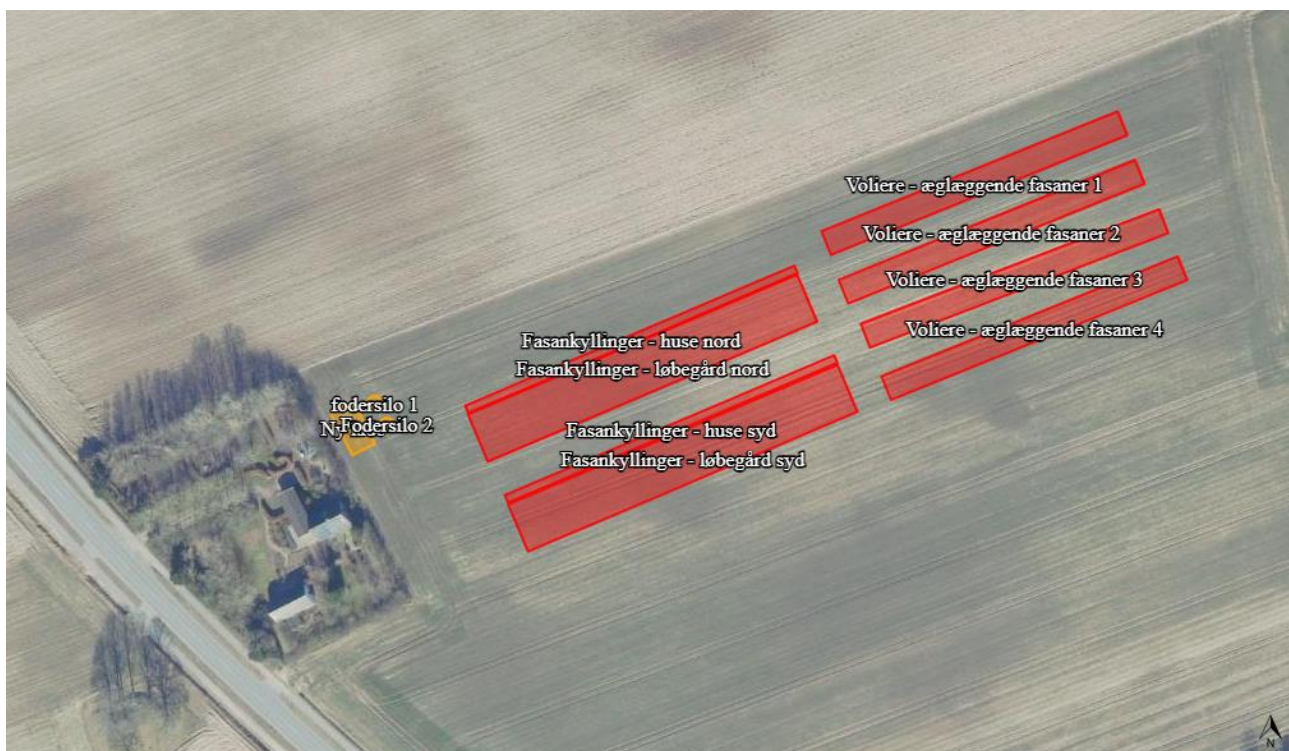 Voliere - æglæggende fasaner 1
Voliere - æglæggende fasaner 2
Voliere - æglæggende fasaner 3
Voliere - æglæggende fasaner 4
Fasankyllinger - huse nord
Fasankyllinger - løbegård nord
fodersilo 1
Fodersilo 2
Fasankyllinger - huse syd
Fasankyllinger - løbegård syd
N